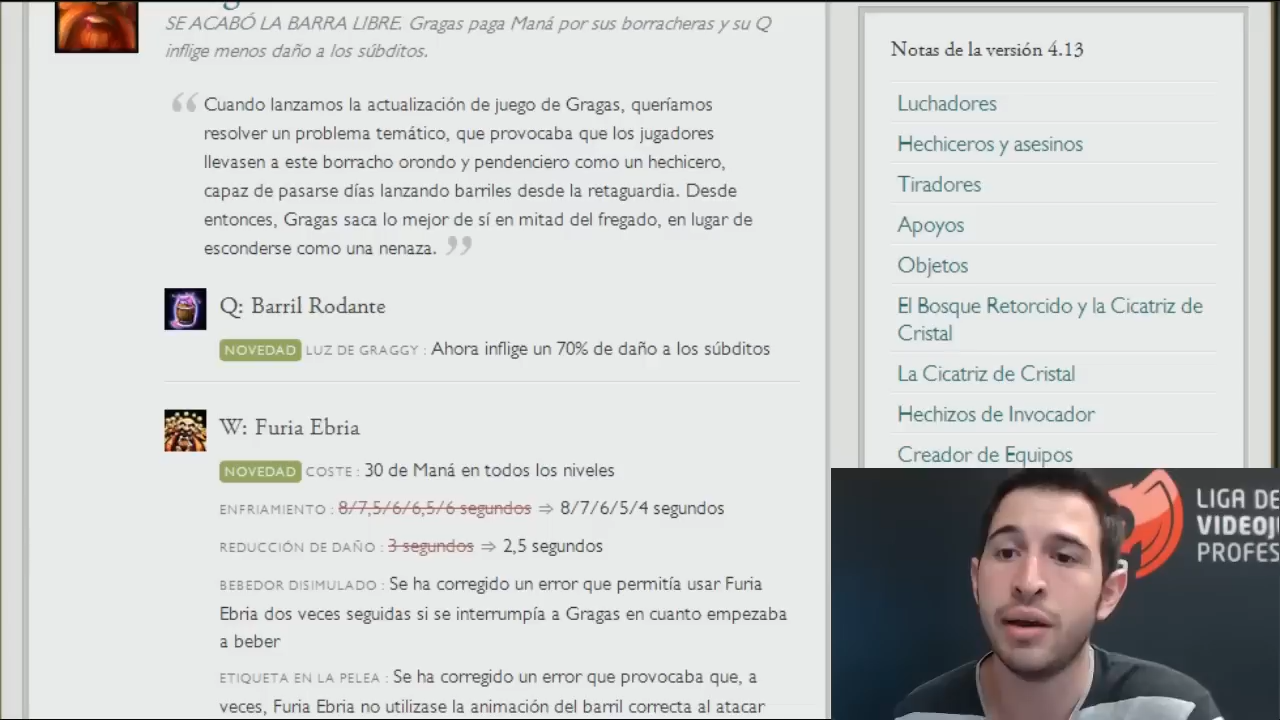 SE ACABÓ LA BARRA LIBRE. Gragas paga Maná por sus borracheras y su Q
inflige menos daño a los súbditos.
“ Cuando lanzamos la actualización de juego de Gragas, queríamos
resolver un problema temático, que provocaba que los jugadores
llevasen a este borracho orondo y pendenciero como un hechicero,
capaz de pasarse días lanzando barriles desde la retaguardia. Desde
entonces, Gragas saca lo mejor de sí en mitad del fregado, en lugar de
esconderse como una nenaza. ”
Q: Barril Rodante
NOVEDAD LUZ DE GRAGGY : Ahora inflige un 70% de daño a los súbditos
W: Furia Ebria
NOVEDAD COSTE : 30 de Maná en todos los niveles
ENFRIAMIENTO : 8/7,5/6/6,5/6 segundos ⇒ 8/7/6/5/4 segundos
REDUCCIÓN DE DAÑO : 3 segundos ⇒ 2,5 segundos
BEBEDOR DISIMULADO : Se ha corregido un error que permitía usar Furia
Ebria dos veces seguidas si se interrumpía a Gragas en cuanto empezaba
a beber
ETIQUETA EN LA PELEA : Se ha corregido un error que provocaba que, a
veces, Furia Ebria no utilizase la animación del barril correcta al atacar
Notas de la versión 4.13
Luchadores
Hechiceros y asesinos
Tiradores
Apoyos
Objetos
El Bosque Retorcido y la Cicatriz de
Cristal
La Cicatriz de Cristal
Hechizos de Invocador
Creador de Equipos
LIGA DE
VIDEOJ
PROFES